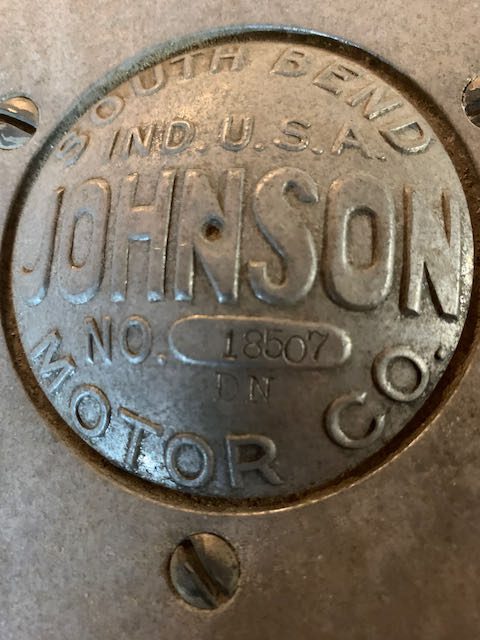 SOUTH BEND
IND. U.S.A.
JOHNSON
NO. 18507
DN
MOTOR CO.